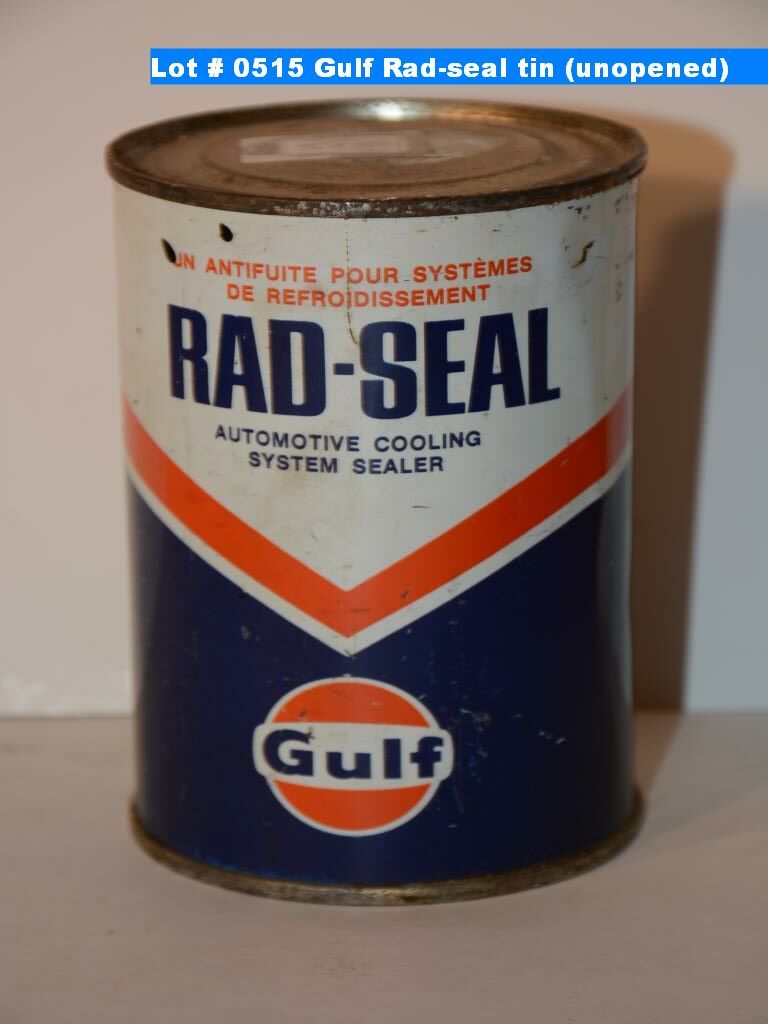 Lot # 0515 Gulf Rad-seal tin (unopened)
UN ANTIFUITE POUR SYSTÈMES
DE REFROIDISSEMENT
RAD-SEAL
AUTOMOTIVE COOLING
SYSTEM SEALER
Gulf